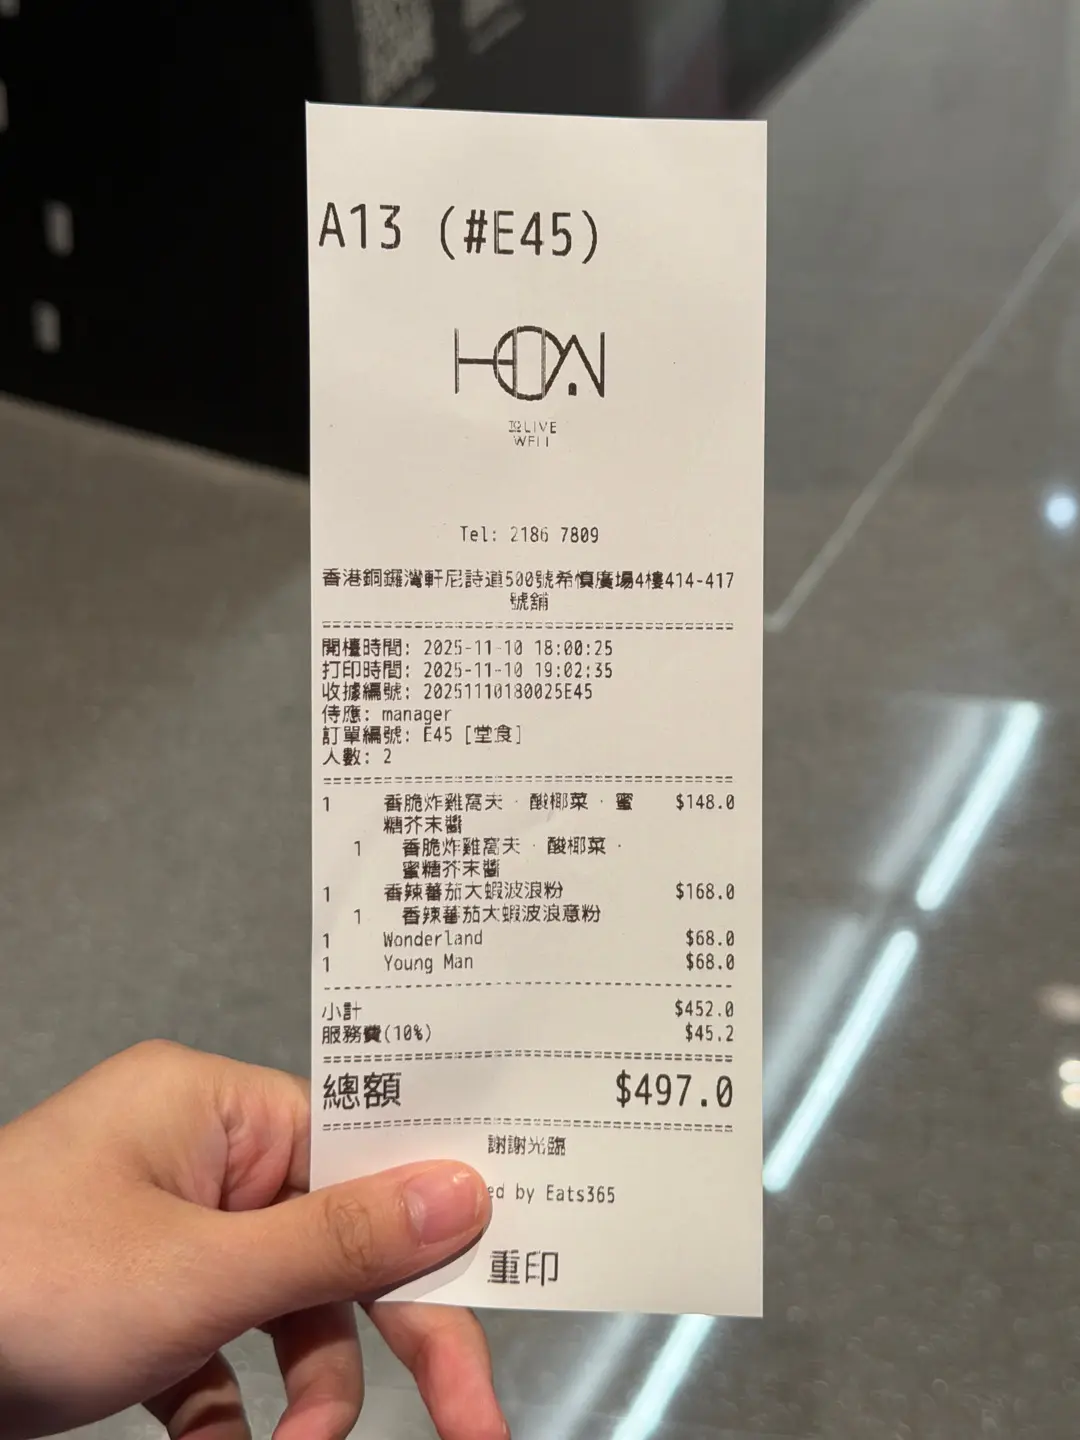 A13 (#E45)
TO LIVE
WELL
Tel: 2186 7809
香港銅鑼灣軒尼詩道500號希慎廣場4樓414-417
號舖
開檯時間: 2025-11-10 18:00:25
打印時間: 2025-11-10 19:02:35
收據編號: 20251110180025E45
侍應: manager
訂單編號: E45 [堂食]
人數: 2
1 香脆炸雞窩夫 · 酸椰菜 · 蜜 $148.0
糖芥末醬
1 香脆炸雞窩夫 · 酸椰菜 ·
蜜糖芥末醬
1 香辣蕃茄大蝦波浪粉 $168.0
1 香辣蕃茄大蝦波浪意粉
1 Wonderland $68.0
1 Young Man $68.0
小計 $452.0
服務費(10%) $45.2
總額 $497.0
謝謝光臨
by Eats365
重印